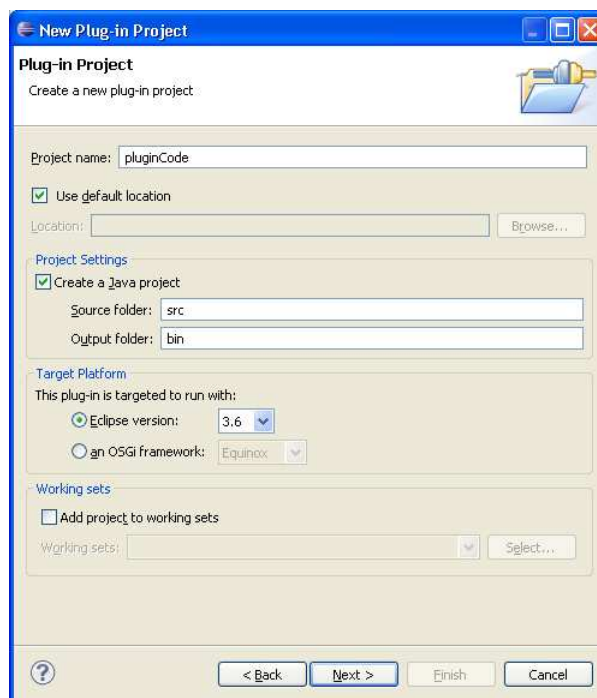 New Plug-in Project
Plug-in Project
Create a new plug-in project
Project name: pluginCode
Use default location
Location: Browse...
Project Settings
Create a Java project
Source folder: src
Output folder: bin
Target Platform
This plug-in is targeted to run with:
Eclipse version: 3.6
an OSGi framework: Equinox
Working sets
Add project to working sets
Working sets: Select...
? < Back Next > Finish Cancel